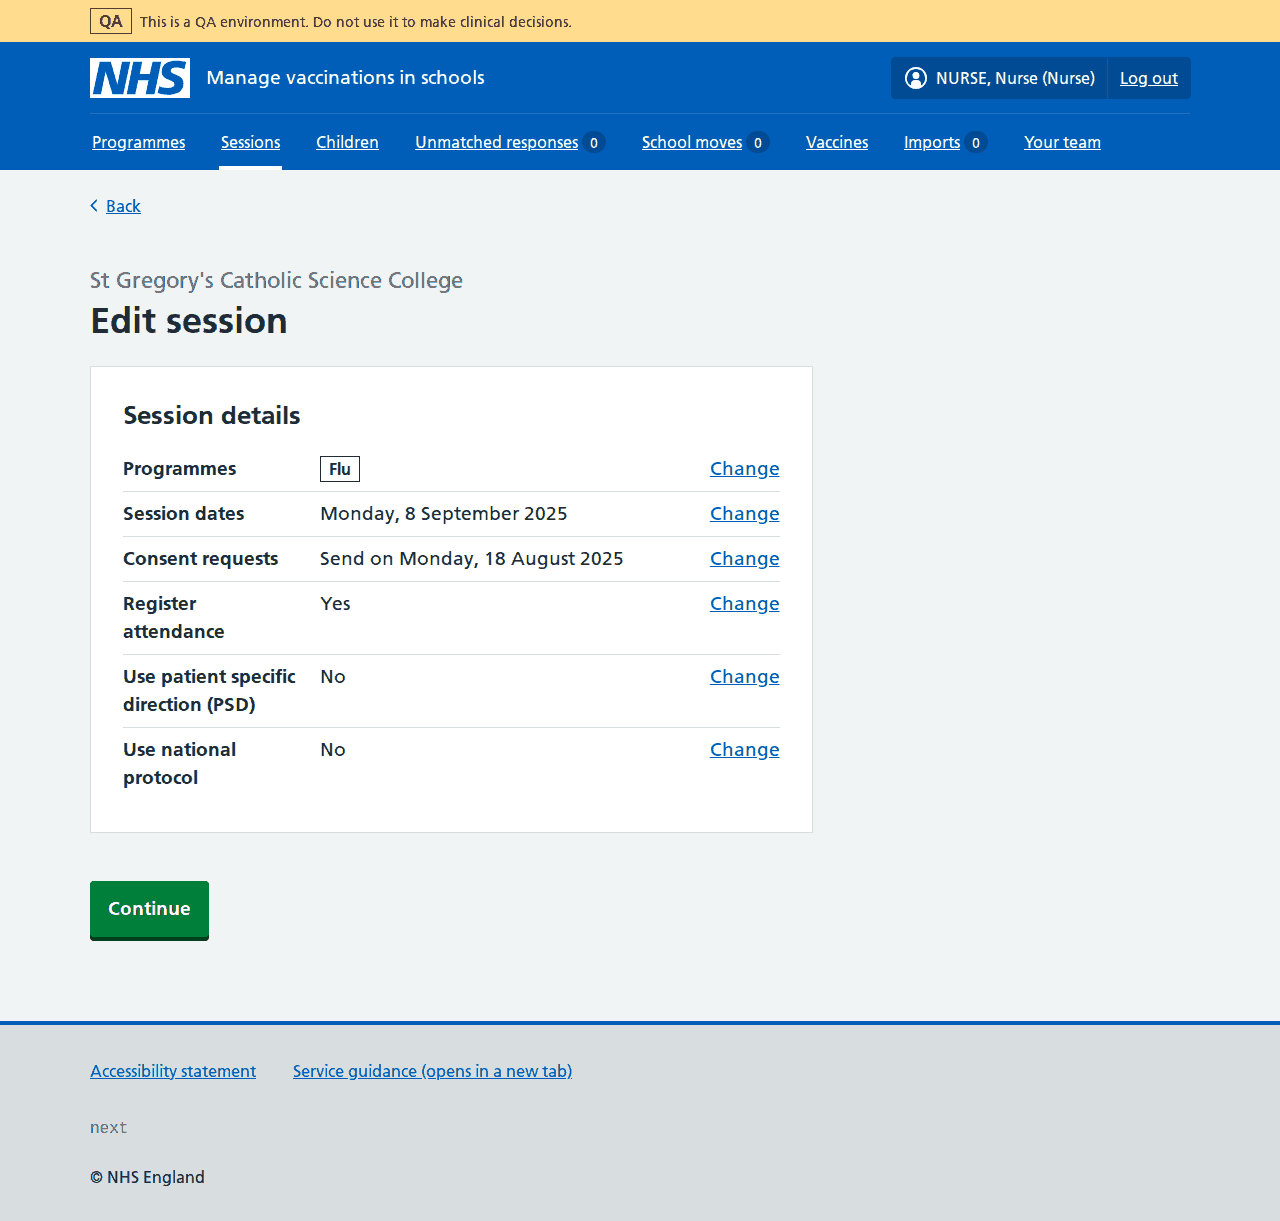 QA This is a QA environment. Do not use it to make clinical decisions.
NHS Manage vaccinations in schools NURSE, Nurse (Nurse) Log out
Programmes Sessions Children Unmatched responses 0 School moves 0 Vaccines Imports 0 Your team
Back
St Gregory's Catholic Science College
Edit session
Session details
Programmes Flu Change
Session dates Monday, 8 September 2025 Change
Consent requests Send on Monday, 18 August 2025 Change
Register Yes Change
attendance
Use patient specific No Change
direction (PSD)
Use national No Change
protocol
Continue
Accessibility statement Service guidance (opens in a new tab)
next
© NHS England